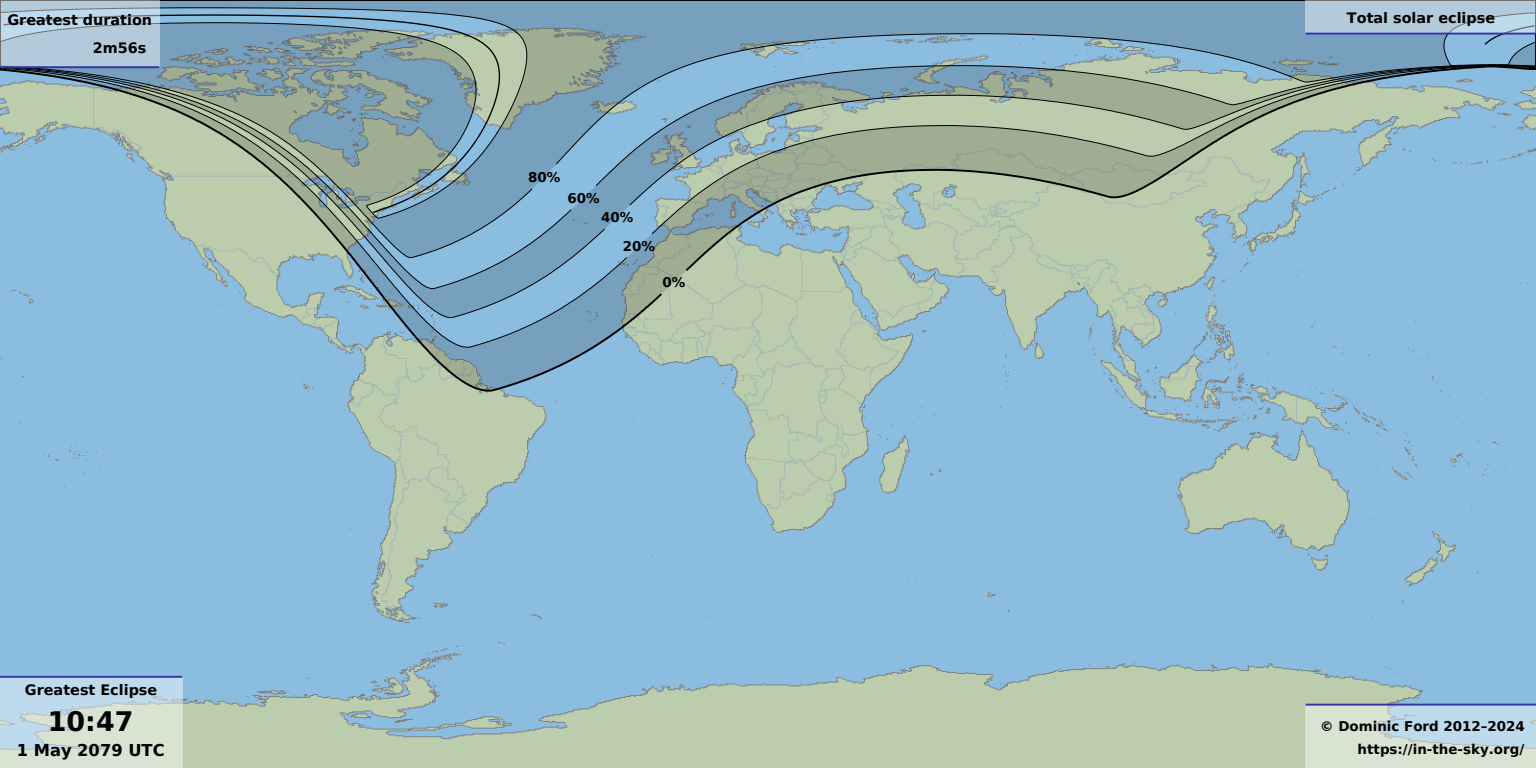 Greatest duration
2m56s
Total solar eclipse
80%
60%
40%
20%
0%
Greatest Eclipse
10:47
1 May 2079 UTC
© Dominic Ford 2012–2024
https://in-the-sky.org/